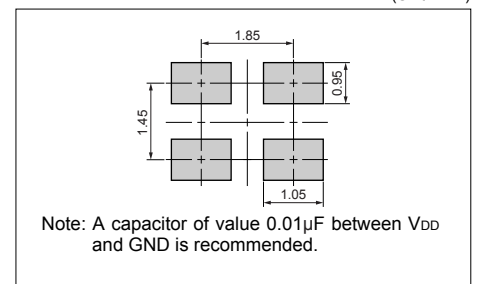 1.85
0.95
1.45
1.05
Note: A capacitor of value 0.01µF between VDD
and GND is recommended.